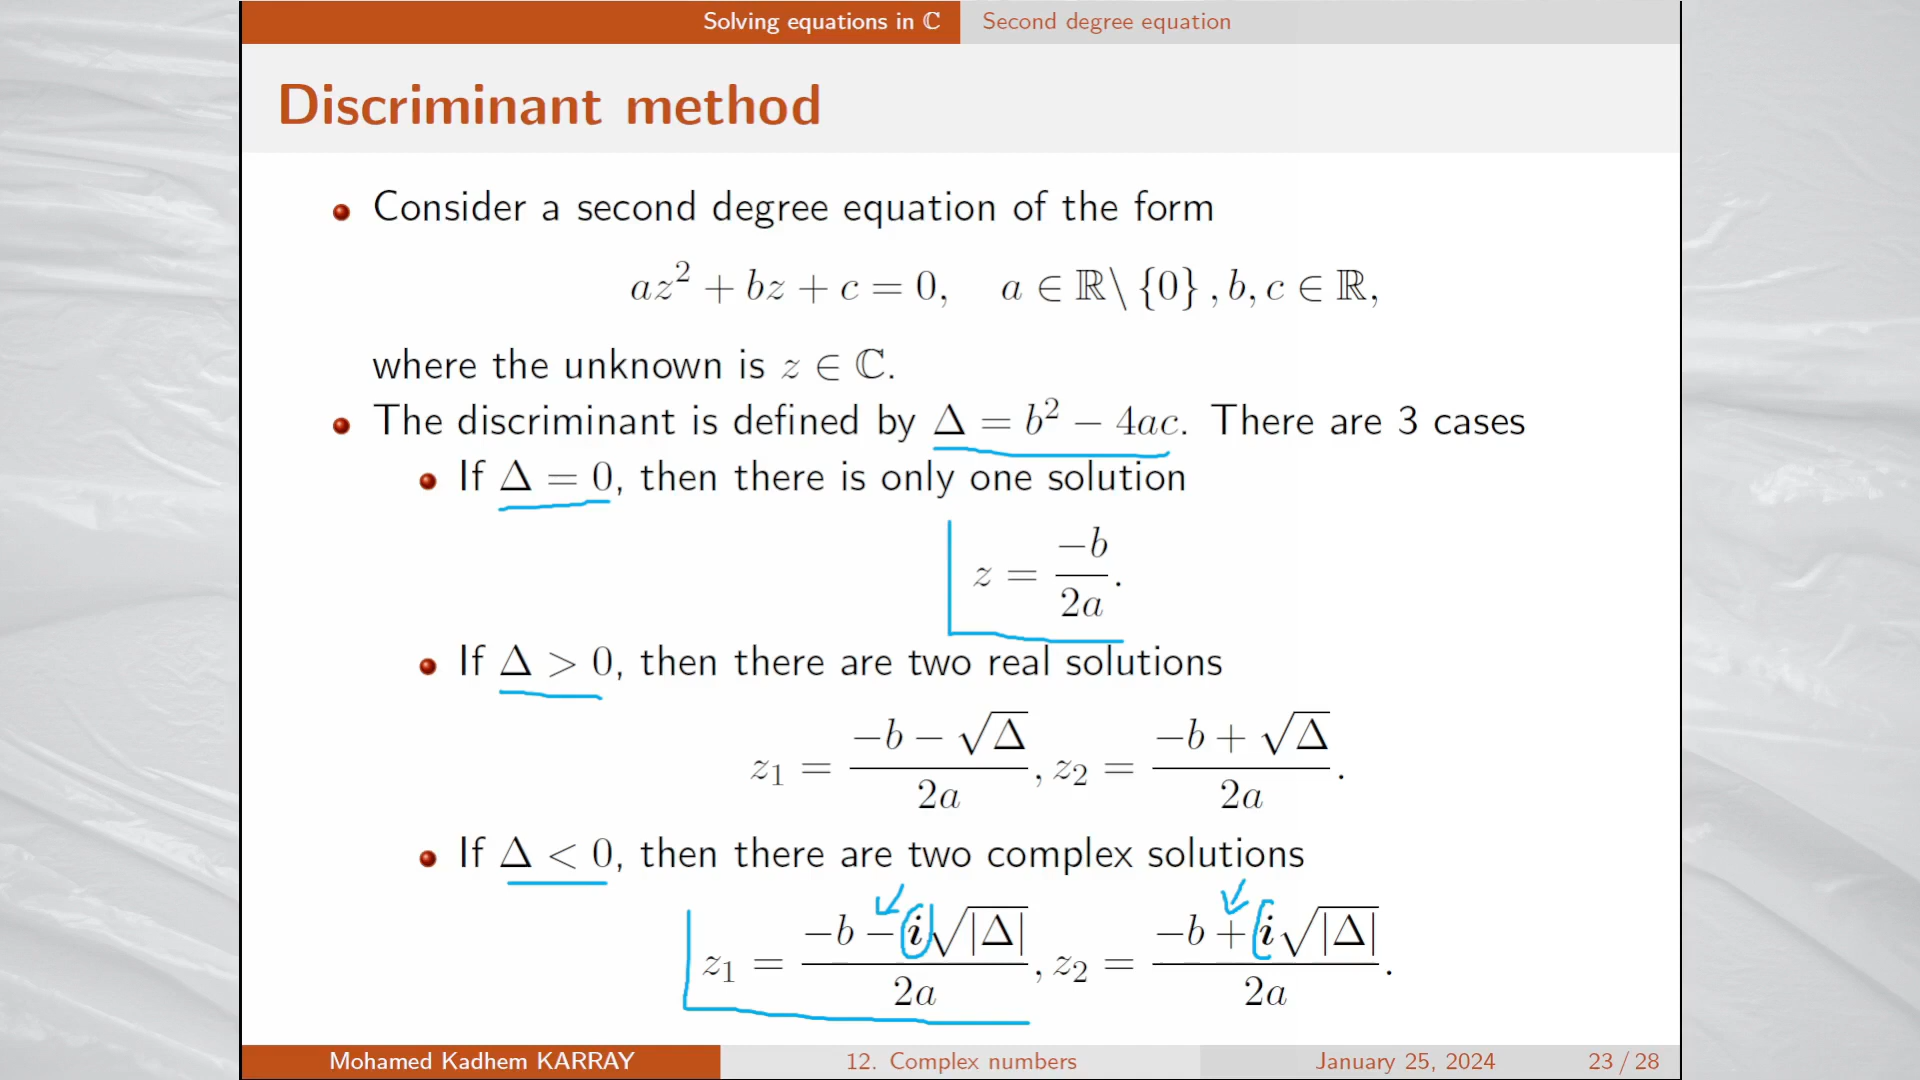 Solving equations in ℂ Second degree equation
Discriminant method
Consider a second degree equation of the form
az² + bz + c = 0, a ∈ ℝ\ {0} , b, c ∈ ℝ,
where the unknown is z ∈ ℂ.
The discriminant is defined by Δ = b² − 4ac. There are 3 cases
If Δ = 0, then there is only one solution
z = −b / 2a.
If Δ > 0, then there are two real solutions
z₁ = (−b − √Δ) / 2a, z₂ = (−b + √Δ) / 2a.
If Δ < 0, then there are two complex solutions
z₁ = (−b − i√|Δ|) / 2a, z₂ = (−b + i√|Δ|) / 2a.
Mohamed Kadhem KARRAY 12. Complex numbers January 25, 2024 23 / 28